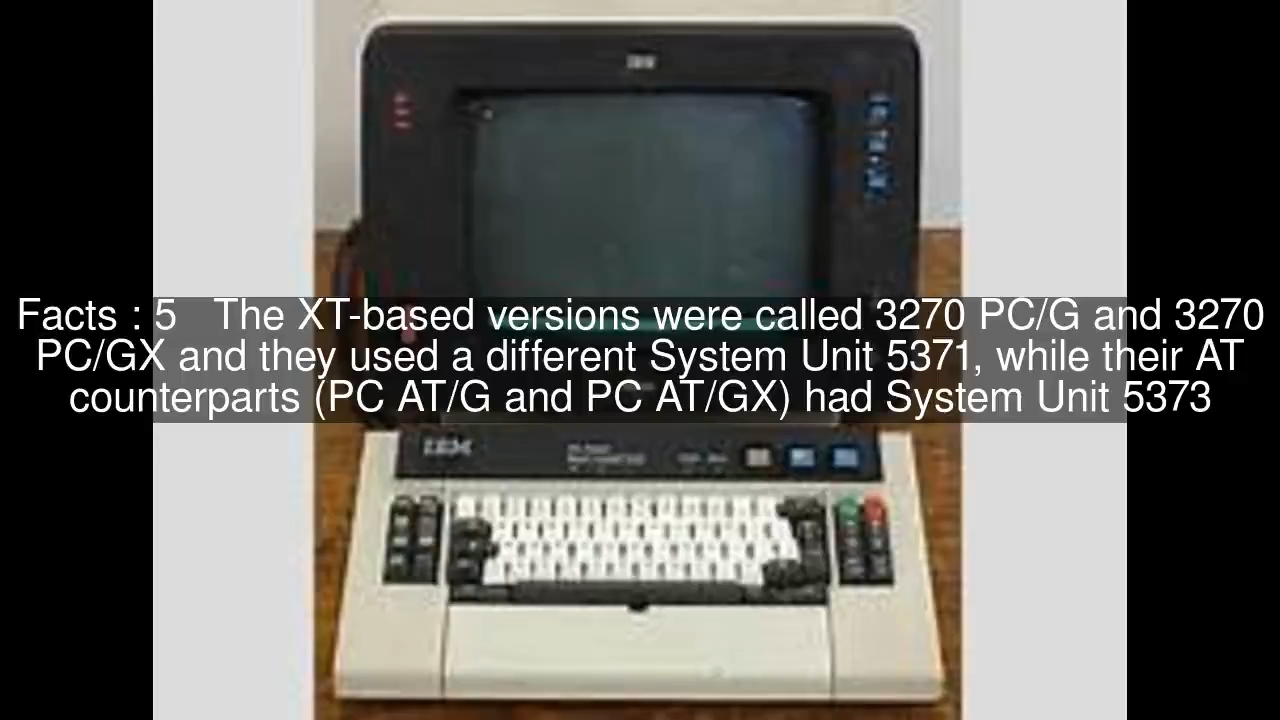 IBM
Facts : 5 The XT-based versions were called 3270 PC/G and 3270
PC/GX and they used a different System Unit 5371, while their AT
counterparts (PC AT/G and PC AT/GX) had System Unit 5373
IBM